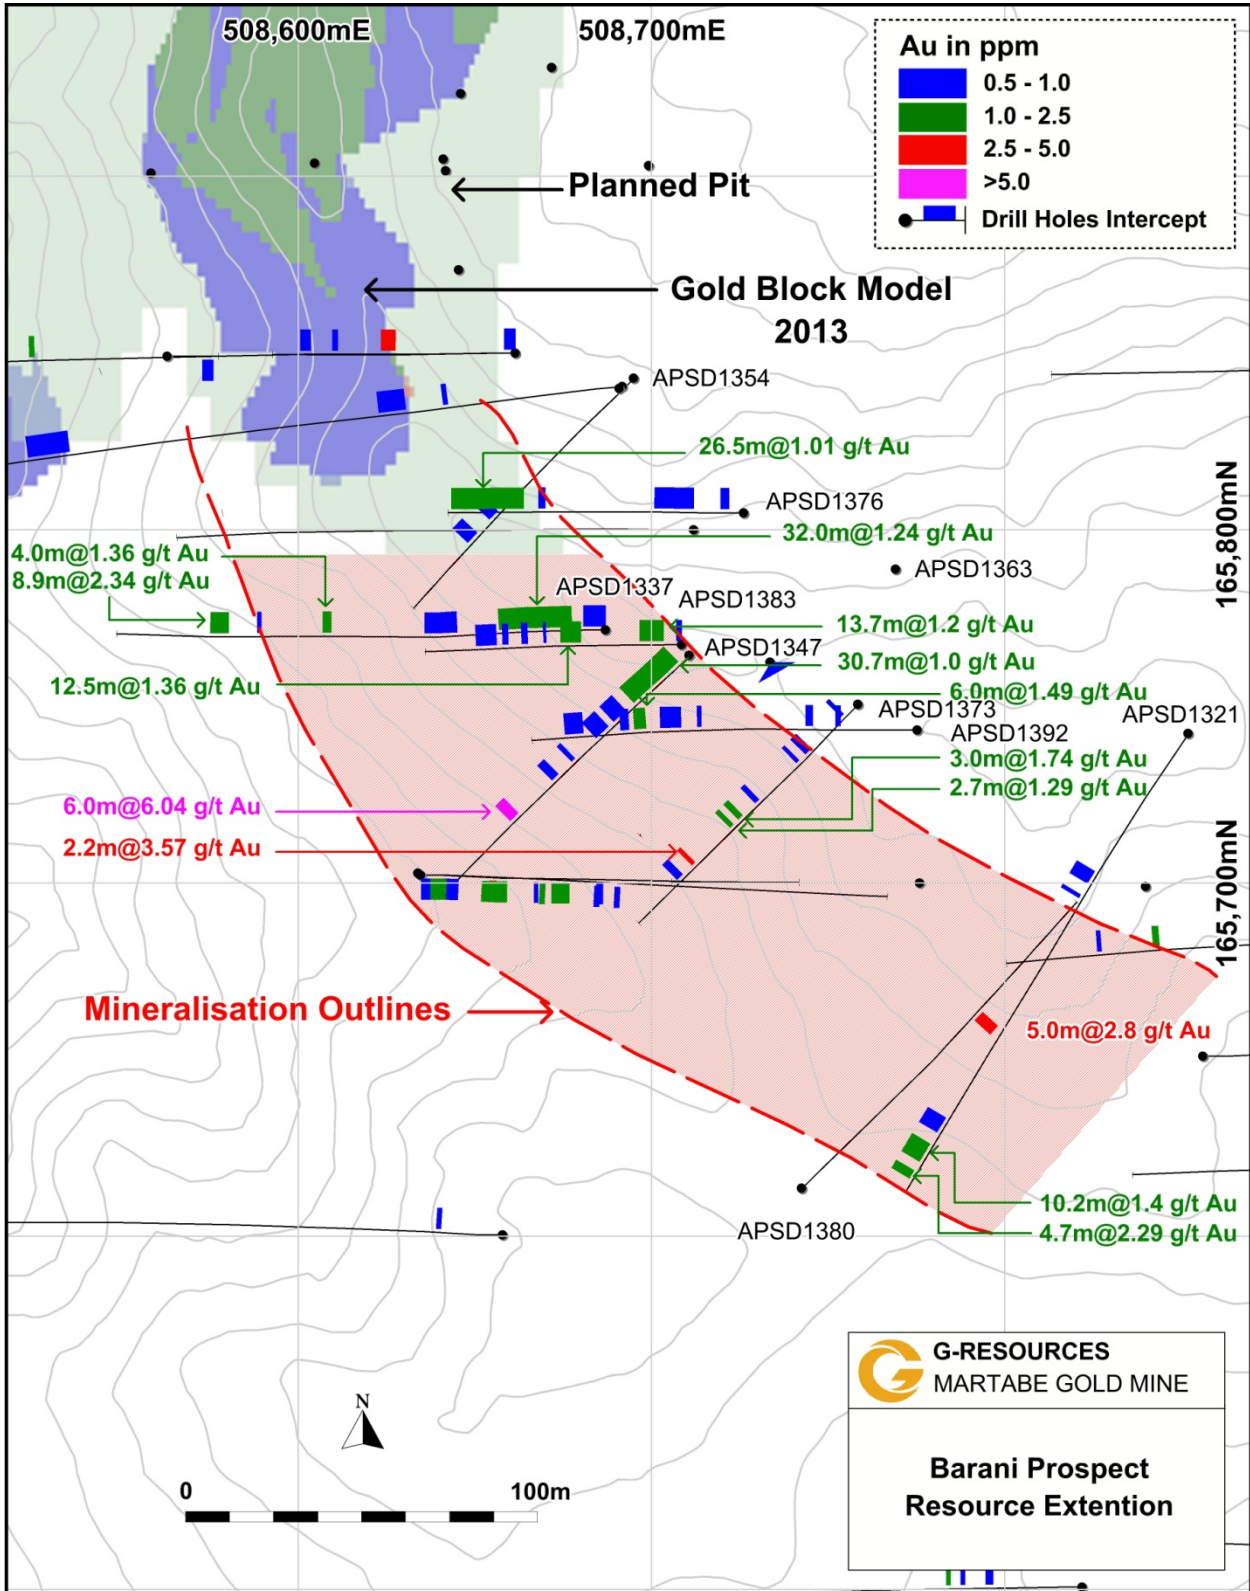 508,600mE
508,700mE
Au in ppm
0.5 - 1.0
1.0 - 2.5
2.5 - 5.0
>5.0
Drill Holes Intercept
Planned Pit
Gold Block Model
2013
APSD1354
26.5m@1.01 g/t Au
APSD1376
165,800mN
32.0m@1.24 g/t Au
4.0m@1.36 g/t Au
8.9m@2.34 g/t Au
APSD1363
APSD1337
APSD1383
13.7m@1.2 g/t Au
APSD1347
30.7m@1.0 g/t Au
12.5m@1.36 g/t Au
6.0m@1.49 g/t Au
APSD1373
APSD1321
APSD1392
3.0m@1.74 g/t Au
2.7m@1.29 g/t Au
6.0m@6.04 g/t Au
2.2m@3.57 g/t Au
165,700mN
Mineralisation Outlines
5.0m@2.8 g/t Au
10.2m@1.4 g/t Au
APSD1380
4.7m@2.29 g/t Au
G-RESOURCES
MARTABE GOLD MINE
N
Barani Prospect
Resource Extention
0
100m